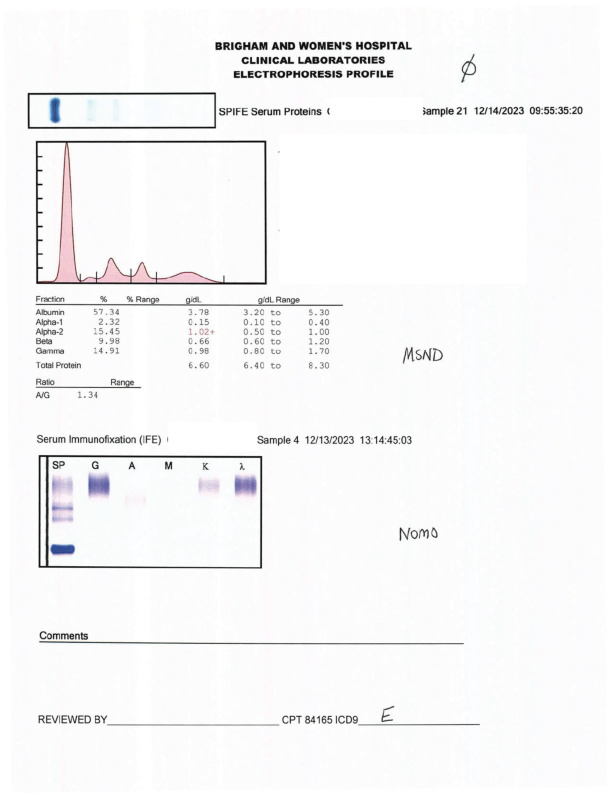 BRIGHAM AND WOMEN'S HOSPITAL
CLINICAL LABORATORIES
ELECTROPHORESIS PROFILE
ϕ
SPIFE Serum Proteins ( Sample 21 12/14/2023 09:55:35:20
Fraction % % Range g/dL g/dL Range
Albumin 57.34 3.78 3.20 to 5.30
Alpha-1 2.32 0.15 0.10 to 0.40
Alpha-2 15.45 1.02+ 0.50 to 1.00
Beta 9.98 0.66 0.60 to 1.20
Gamma 14.91 0.98 0.80 to 1.70
Total Protein 6.60 6.40 to 8.30
MSND
Ratio Range
A/G 1.34
Serum Immunofixation (IFE) Sample 4 12/13/2023 13:14:45:03
SP G A M K λ
Nomo
Comments
REVIEWED BY CPT 84165 ICD9 E